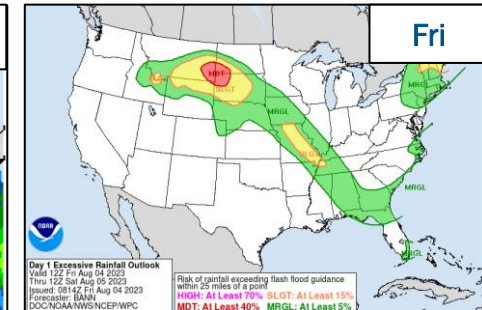 Fri
MDT
SLGT
SLGT
MRGL
SLGT
MRGL
MRGL
NOAA
Day 1 Excessive Rainfall Outlook
Valid 12Z Fri Aug 04 2023
Thru 12Z Sat Aug 05 2023
Issued: 0814Z Fri Aug 04 2023
Forecaster: BANN
DOC/NOAA/NWS/NCEP/WPC
Risk of rainfall exceeding flash flood guidance
within 25 miles of a point
HIGH: At Least 70% SLGT: At Least 15%
MDT: At Least 40% MRGL: At Least 5%